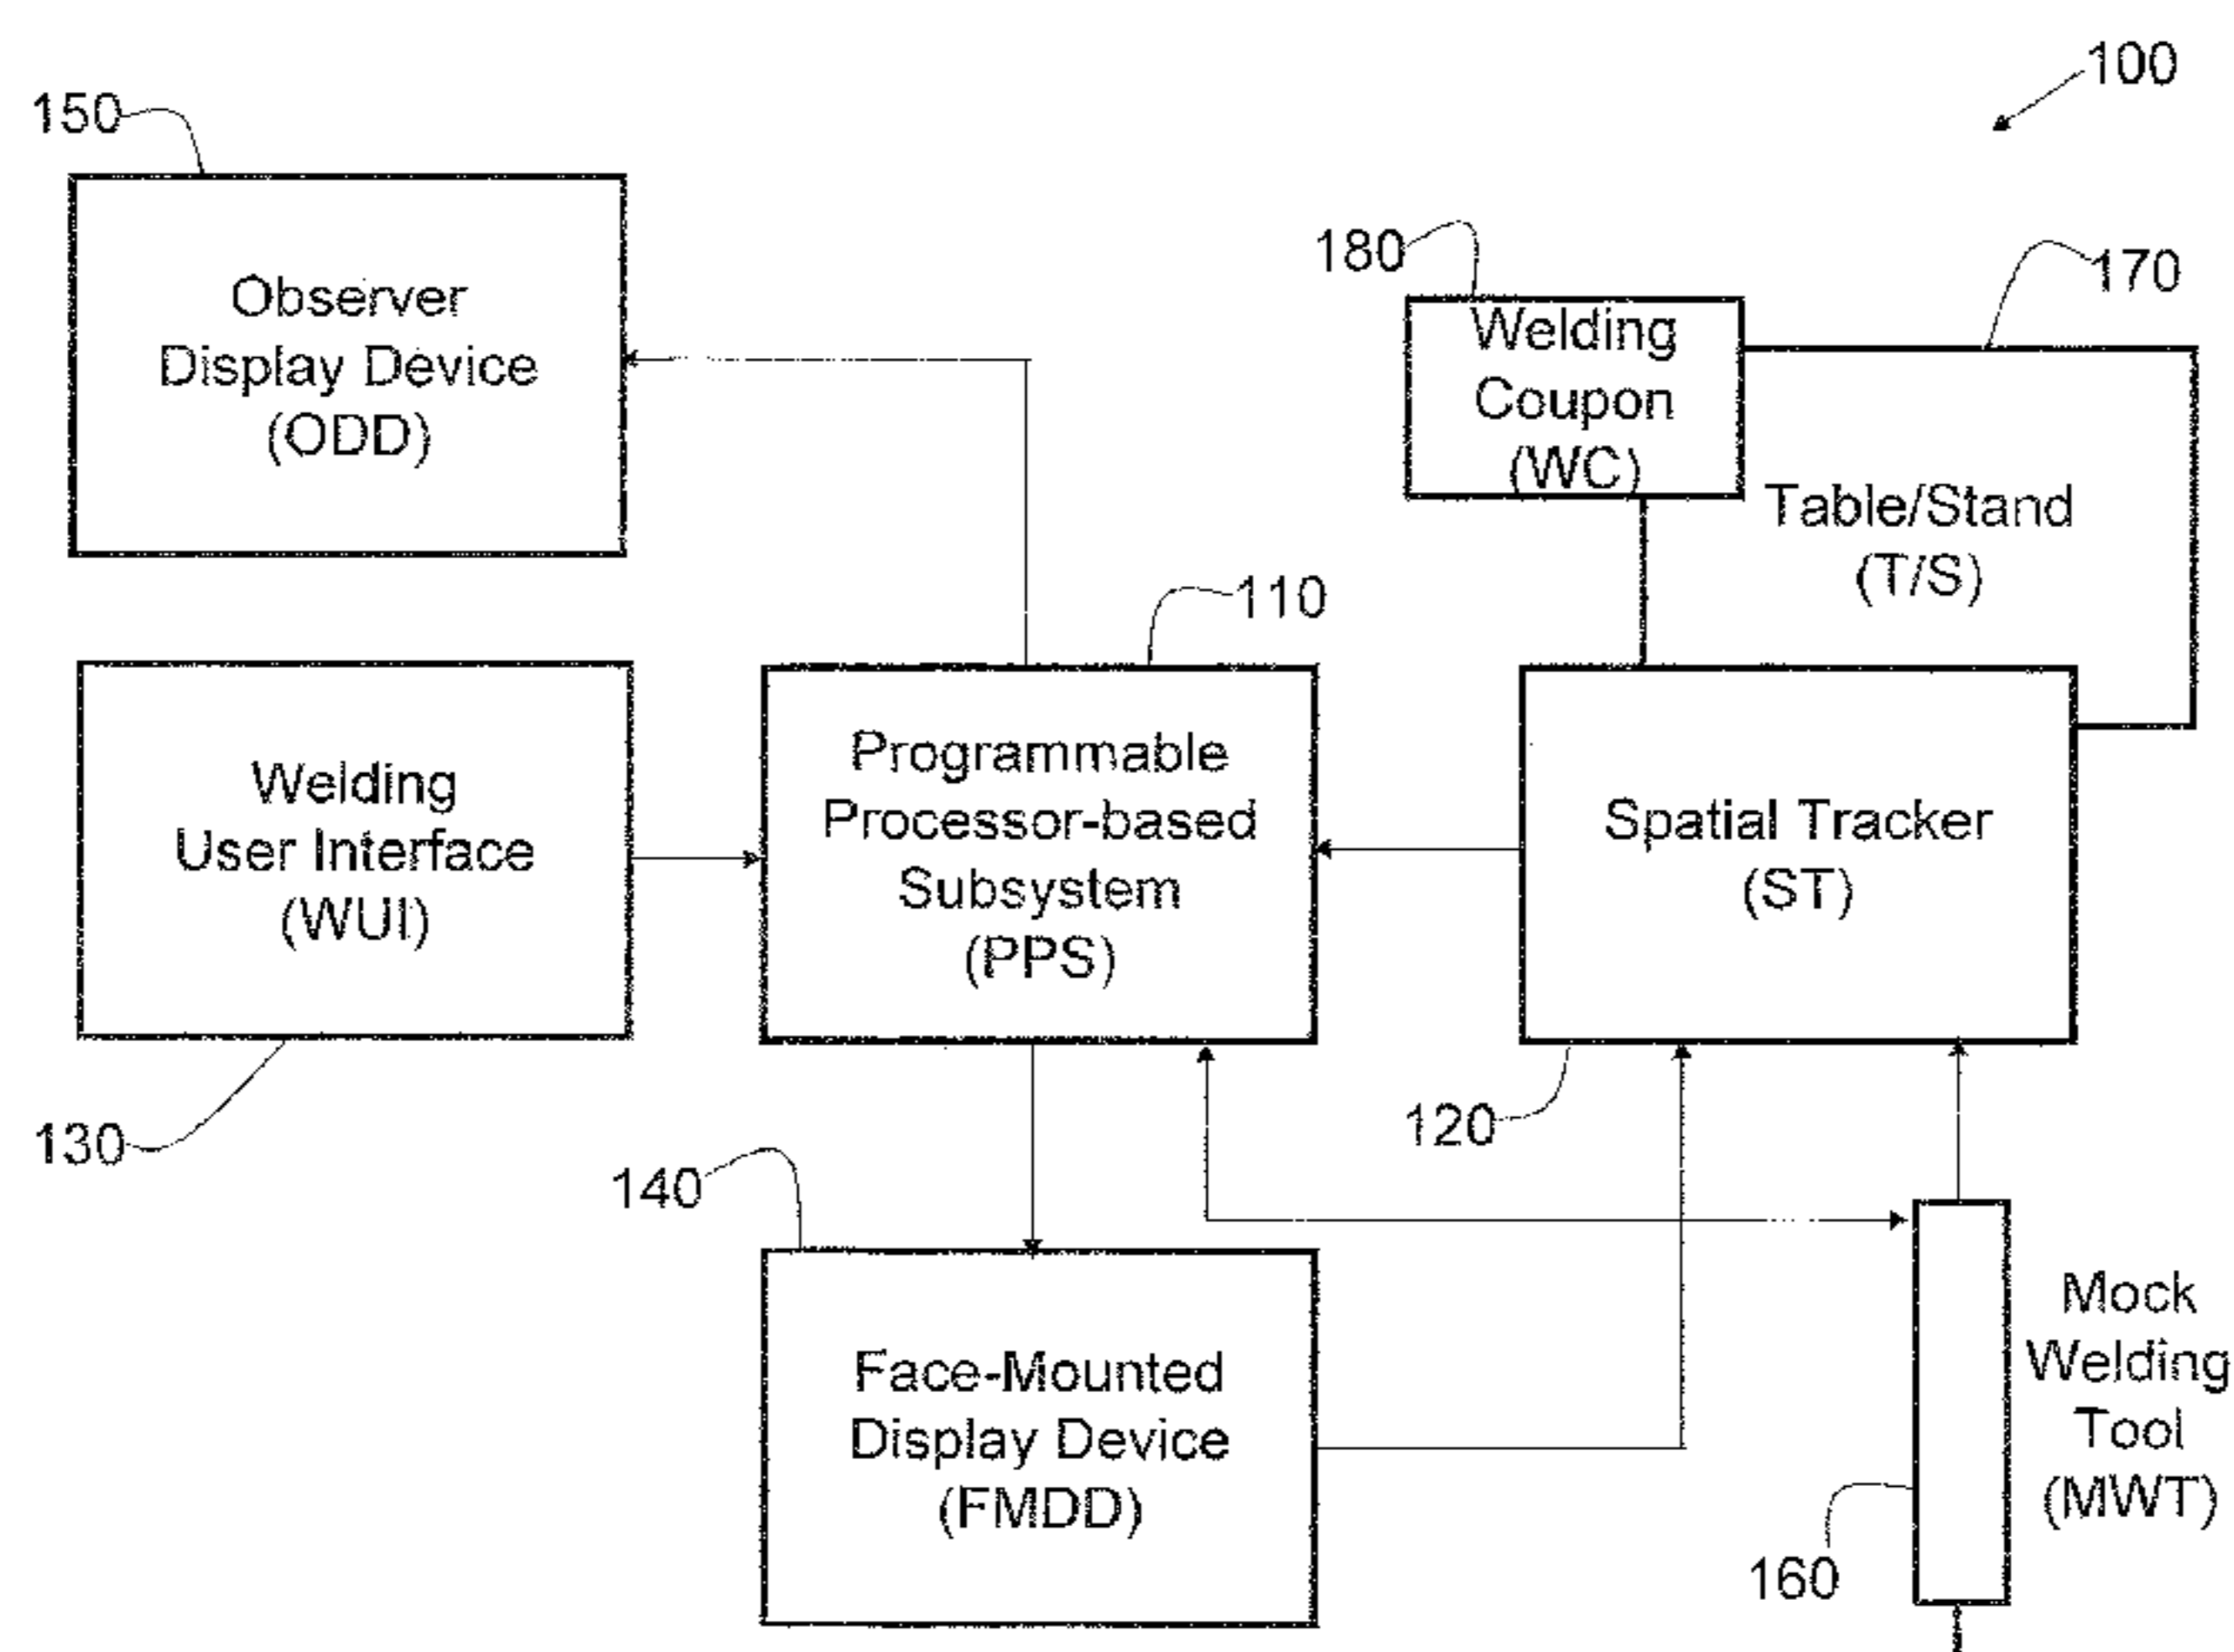 100
150
Observer
Display Device
(ODD)
180
Welding
Coupon
(WC)
170
Table/Stand
(T/S)
110
Welding
User Interface
(WUI)
130
Programmable
Processor-based
Subsystem
(PPS)
Spatial Tracker
(ST)
120
140
Face-Mounted
Display Device
(FMDD)
Mock
Welding
Tool
(MWT)
160